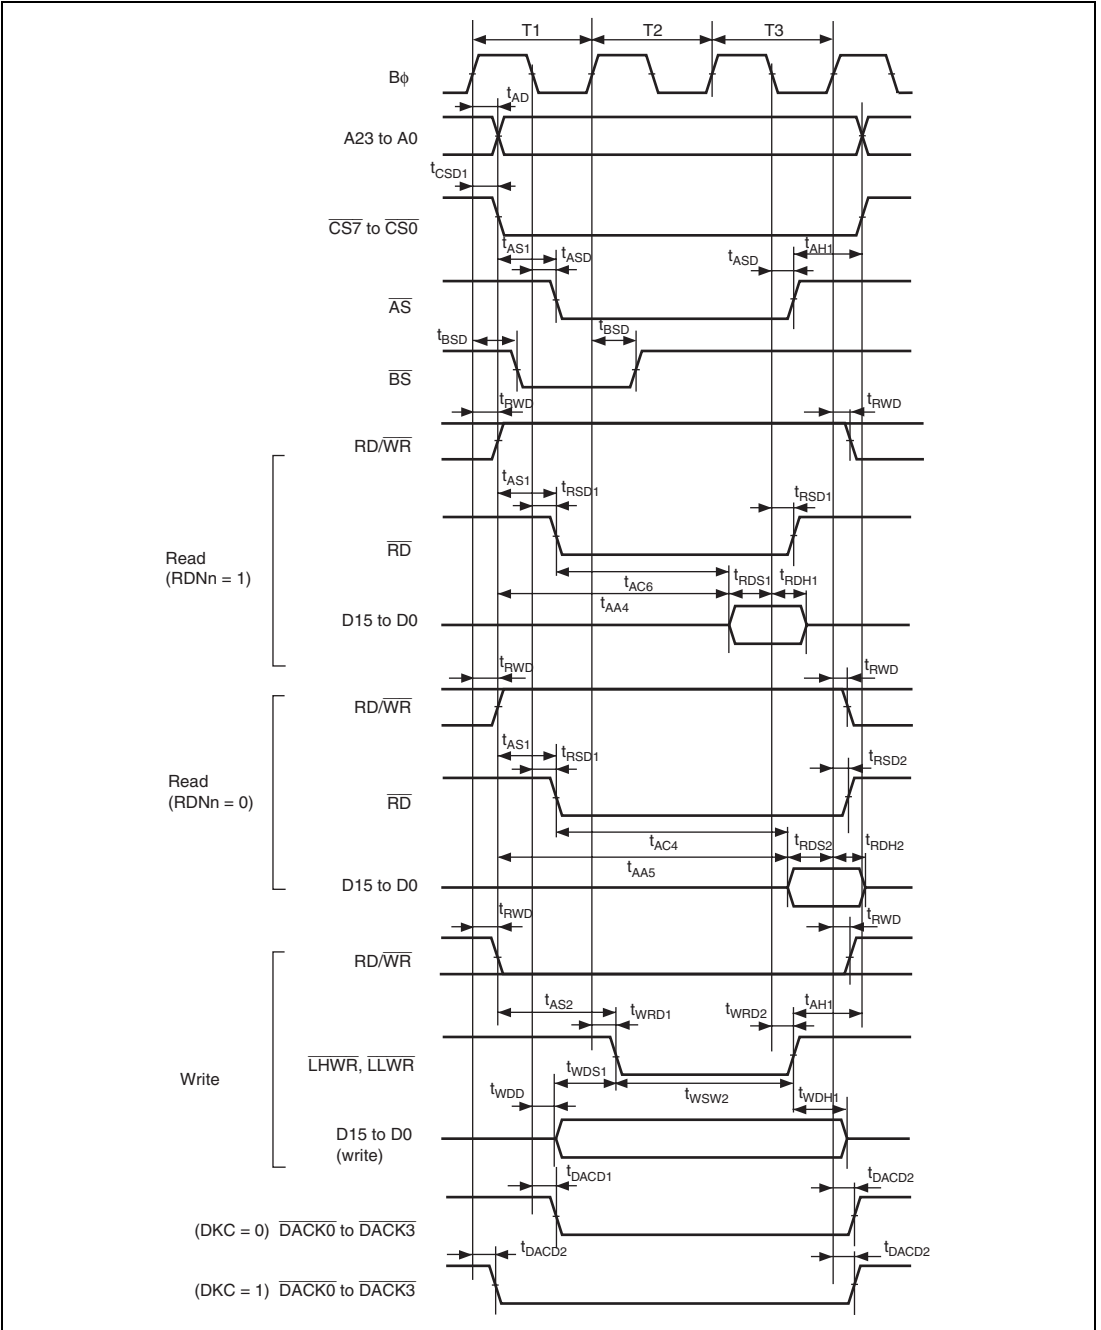 T1 T2 T3
Bϕ
tAD
A23 to A0
tCSD1
CS7 to CS0
tAS1 tASD tASD tAH1
AS
tBSD tBSD
BS
tRWD tRWD
RD/WR
tAS1 tRSD1 tRSD1
RD
Read
(RDNn = 1)
tAC6 tRDS1 tRDH1
tAA4
D15 to D0
tRWD tRWD
RD/WR
tAS1 tRSD1 tRSD2
Read
(RDNn = 0)
RD
tAC4 tRDS2 tRDH2
tAA5
D15 to D0
tRWD tRWD
RD/WR
tAS2 tWRD1 tWRD2 tAH1
LHWR, LLWR
Write
tWDD tWDS1 tWSW2 tWDH1
D15 to D0
(write)
tDACD1 tDACD2
(DKC = 0) DACK0 to DACK3
tDACD2 tDACD2
(DKC = 1) DACK0 to DACK3